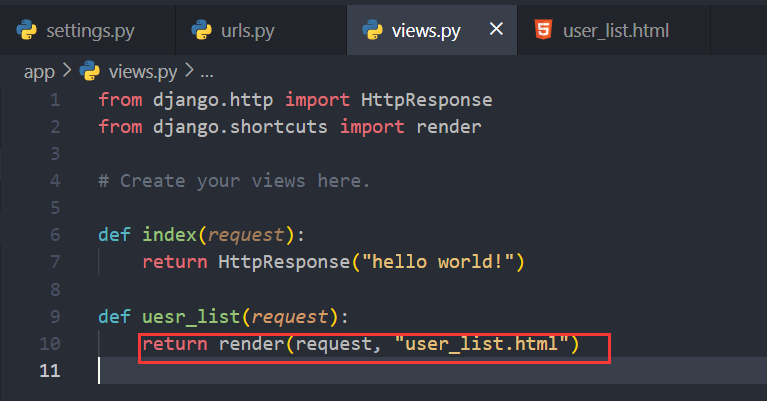 settings.py urls.py views.py × user_list.html
app > views.py > ...
1 from django.http import HttpResponse
2 from django.shortcuts import render
3
4 # Create your views here.
5
6 def index(request):
7 return HttpResponse("hello world!")
8
9 def uesr_list(request):
10 return render(request, "user_list.html")
11